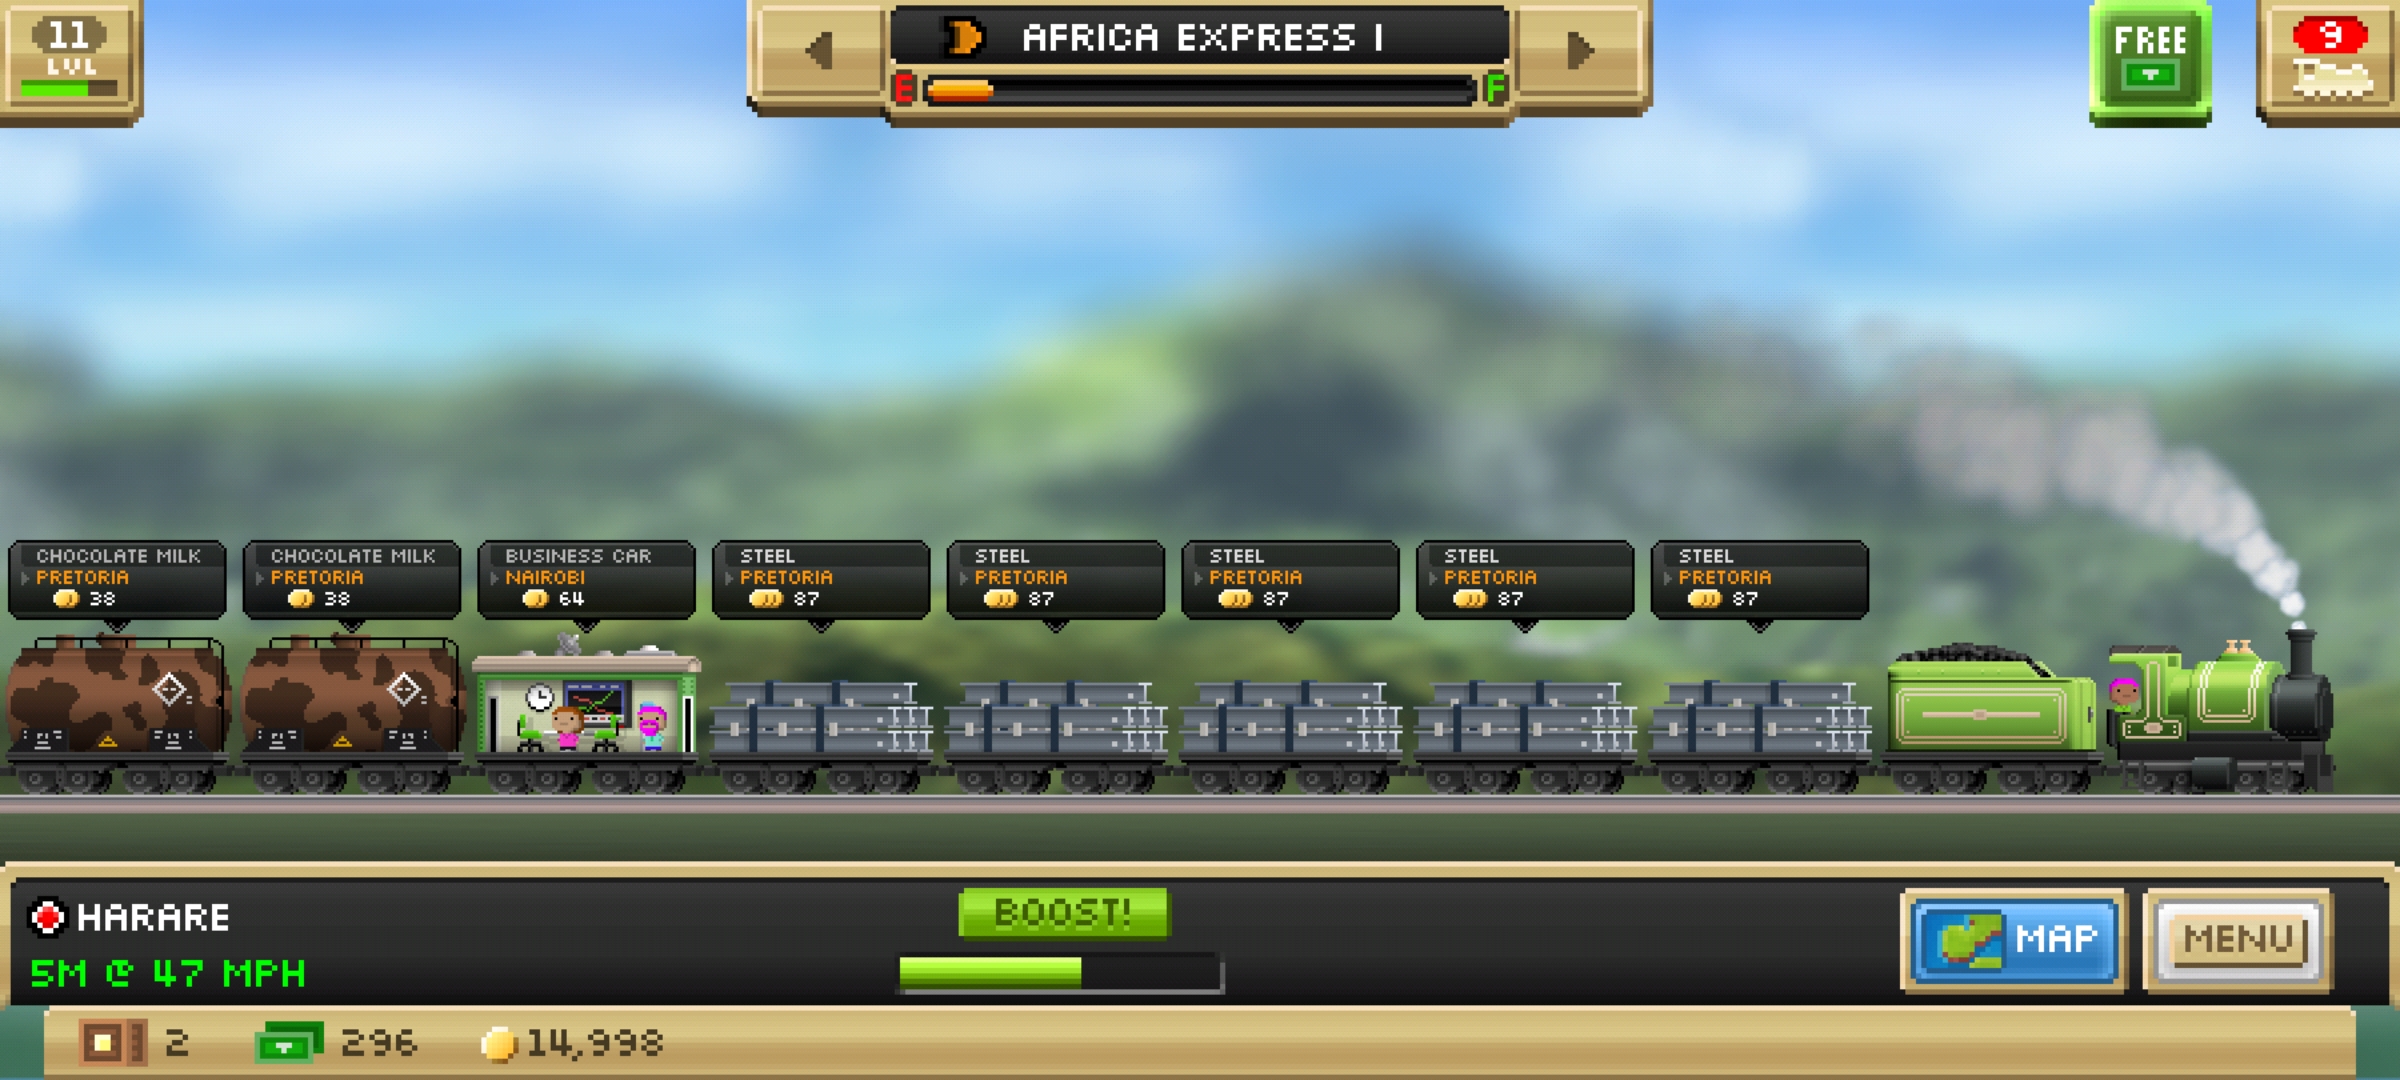 11
LVL
AFRICA EXPRESS I
E
F
FREE
9
CHOCOLATE MILK
PRETORIA
38
CHOCOLATE MILK
PRETORIA
38
BUSINESS CAR
NAIROBI
64
STEEL
PRETORIA
87
STEEL
PRETORIA
87
STEEL
PRETORIA
87
STEEL
PRETORIA
87
STEEL
PRETORIA
87
HARARE
5M @ 47 MPH
BOOST!
MAP
MENU
2
296
14,998